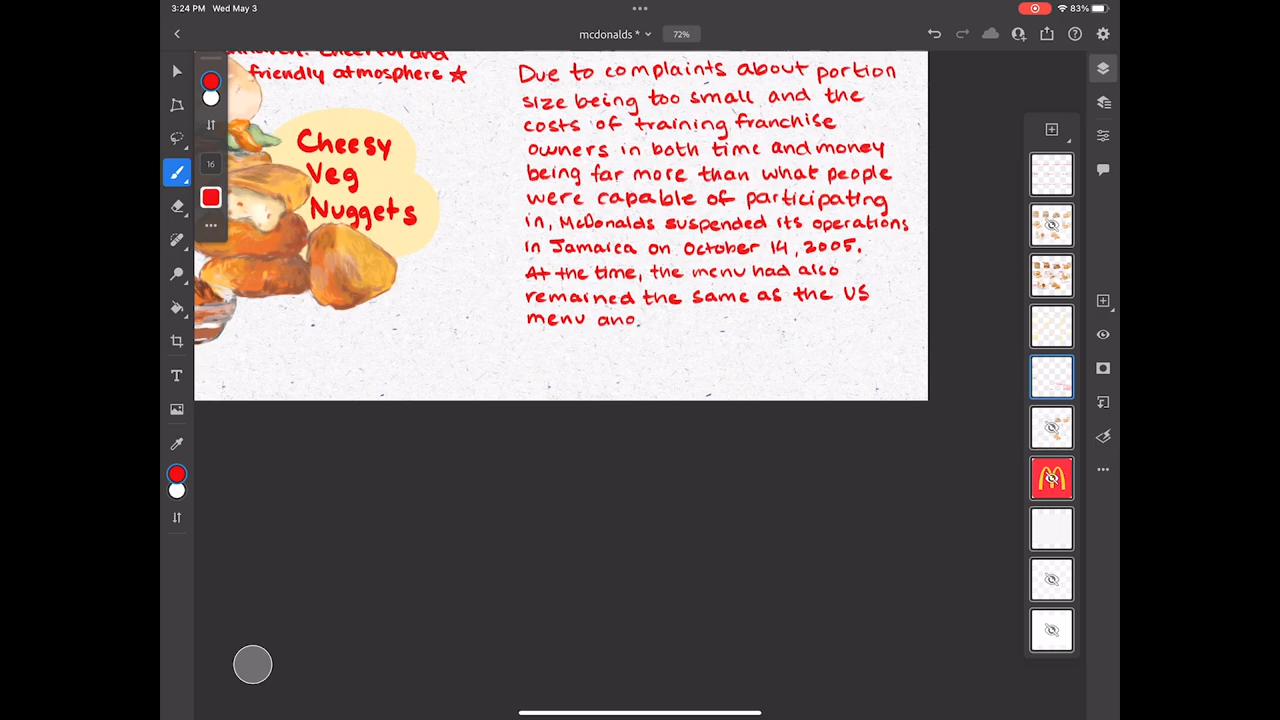 3:24 PM Wed May 3
83%
mcdonalds *
72%
Cheerful and
friendly atmosphere ★
16
Cheesy
Veg
Nuggets
Due to complaints about portion
size being too small and the
costs of training franchise
owners in both time and money
being far more than what people
were capable of participating
in, McDonalds suspended its operations
in Jamaica on October 14, 2005.
At the time, the menu had also
remained the same as the US
menu ano